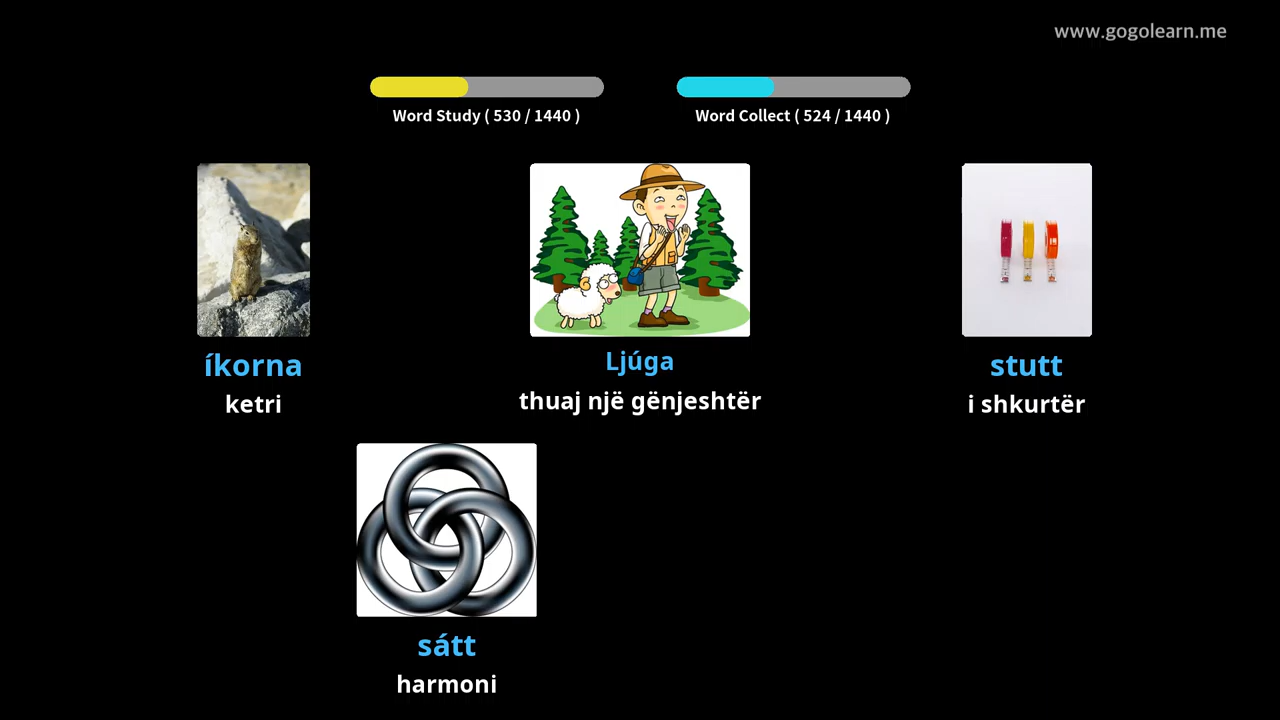 www.gogolearn.me
Word Study ( 530 / 1440 )
Word Collect ( 524 / 1440 )
íkorna
ketri
Ljúga
thuaj një gënjeshtër
stutt
i shkurtër
sátt
harmoni